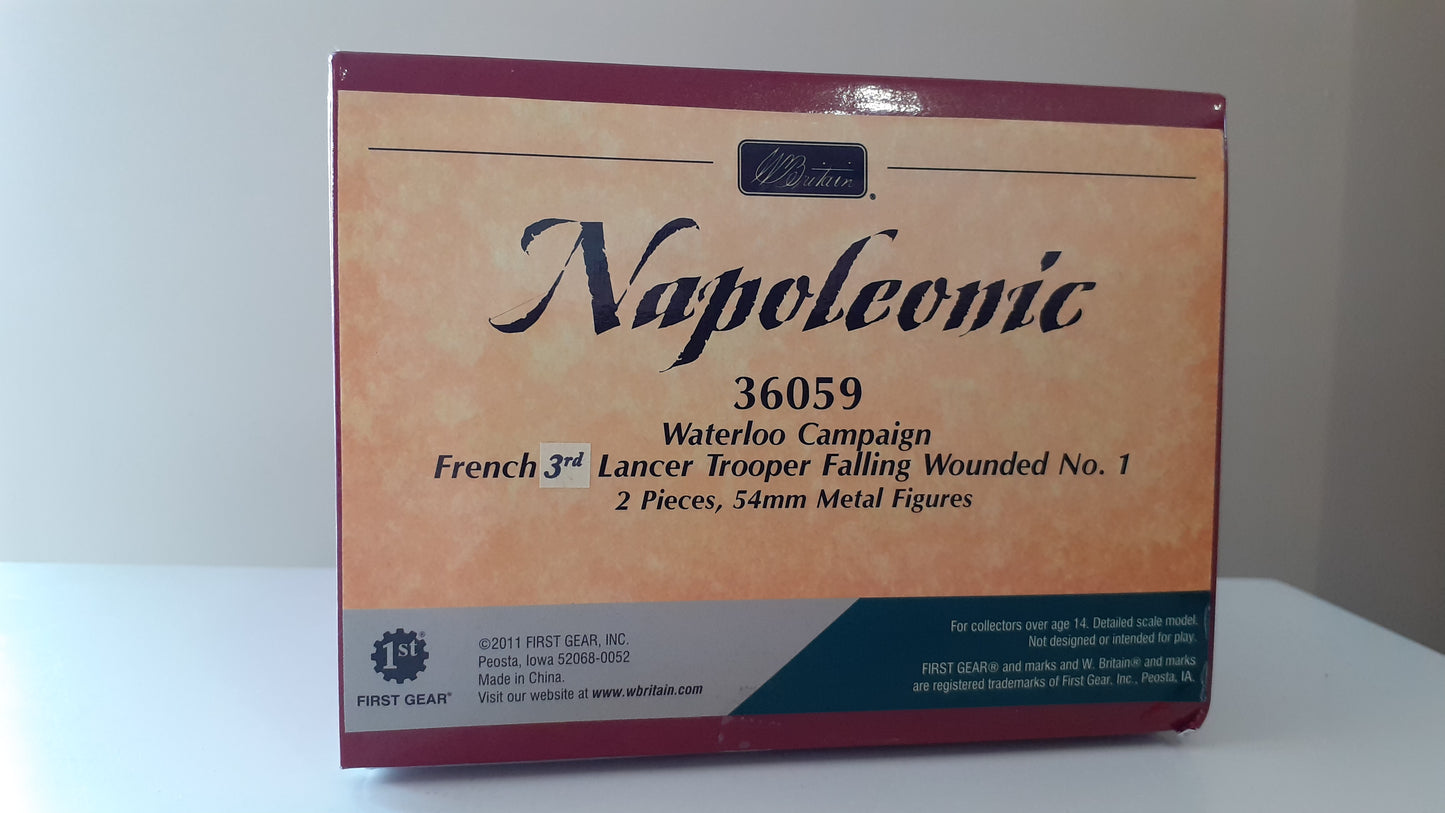 WBritain®
Napoleonic
36059
Waterloo Campaign
French 3rd Lancer Trooper Falling Wounded No. 1
2 Pieces, 54mm Metal Figures
1st®
FIRST GEAR®
©2011 FIRST GEAR, INC.
Peosta, Iowa 52068-0052
Made in China.
Visit our website at www.wbritain.com
For collectors over age 14. Detailed scale model.
Not designed or intended for play.
FIRST GEAR® and marks and W. Britain® and marks
are registered trademarks of First Gear. Inc., Peosta, IA.